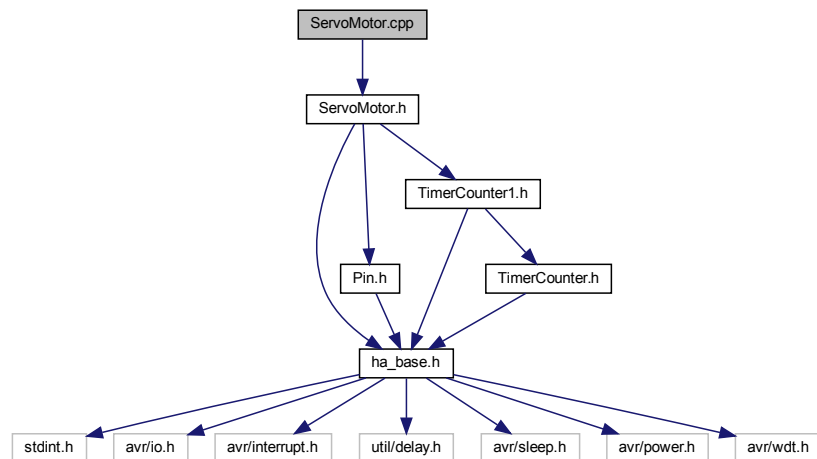 ServoMotor.cpp
ServoMotor.h
TimerCounter1.h
Pin.h
TimerCounter.h
ha_base.h
stdint.h
avr/io.h
avr/interrupt.h
util/delay.h
avr/sleep.h
avr/power.h
avr/wdt.h